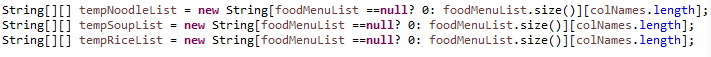 String[][] tempNoodleList = new String[foodMenuList ==null? 0: foodMenuList.size()][colNames.length];
String[][] tempSoupList = new String[foodMenuList ==null? 0: foodMenuList.size()][colNames.length];
String[][] tempRiceList = new String[foodMenuList ==null? 0: foodMenuList.size()][colNames.length];